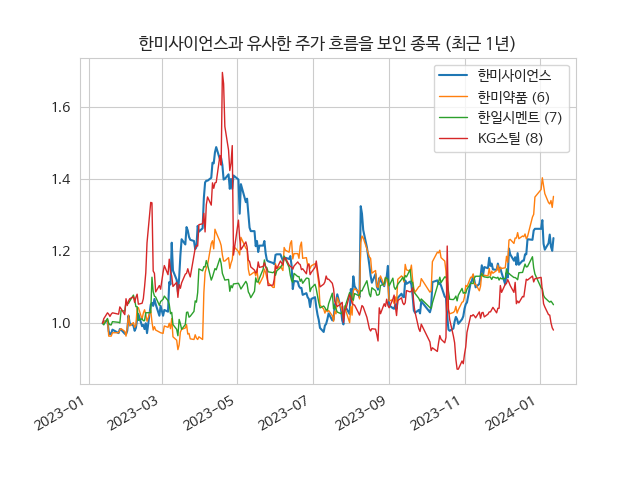 한미사이언스과 유사한 주가 흐름을 보인 종목 (최근 1년)
한미사이언스
한미약품 (6)
한일시멘트 (7)
KG스틸 (8)
1.6
1.4
1.2
1.0
2023-01
2023-03
2023-05
2023-07
2023-09
2023-11
2024-01